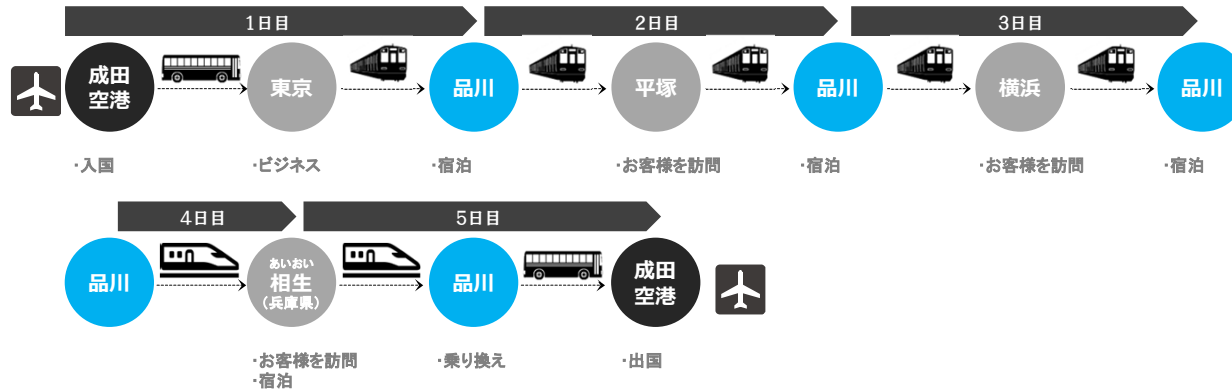 1日目
2日目
3日目
成田
空港
東京
品川
平塚
品川
横浜
品川
・入国
・ビジネス
・宿泊
・お客様を訪問
・宿泊
・お客様を訪問
・宿泊
4日目
5日目
品川
あいおい
相生
(兵庫県)
品川
成田
空港
・お客様を訪問
・宿泊
・乗り換え
・出国